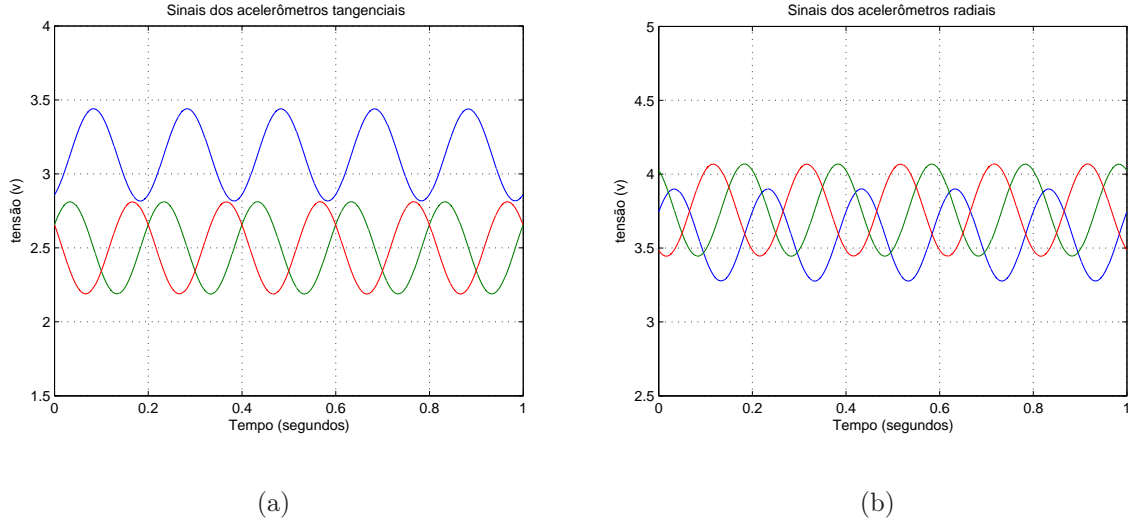 Sinais dos acelerômetros tangenciais
4
3.5
3
2.5
2
1.5
tensão (v)
0 0.2 0.4 0.6 0.8 1
Tempo (segundos)
(a)
Sinais dos acelerômetros radiais
5
4.5
4
3.5
3
2.5
tensão (v)
0 0.2 0.4 0.6 0.8 1
Tempo (segundos)
(b)